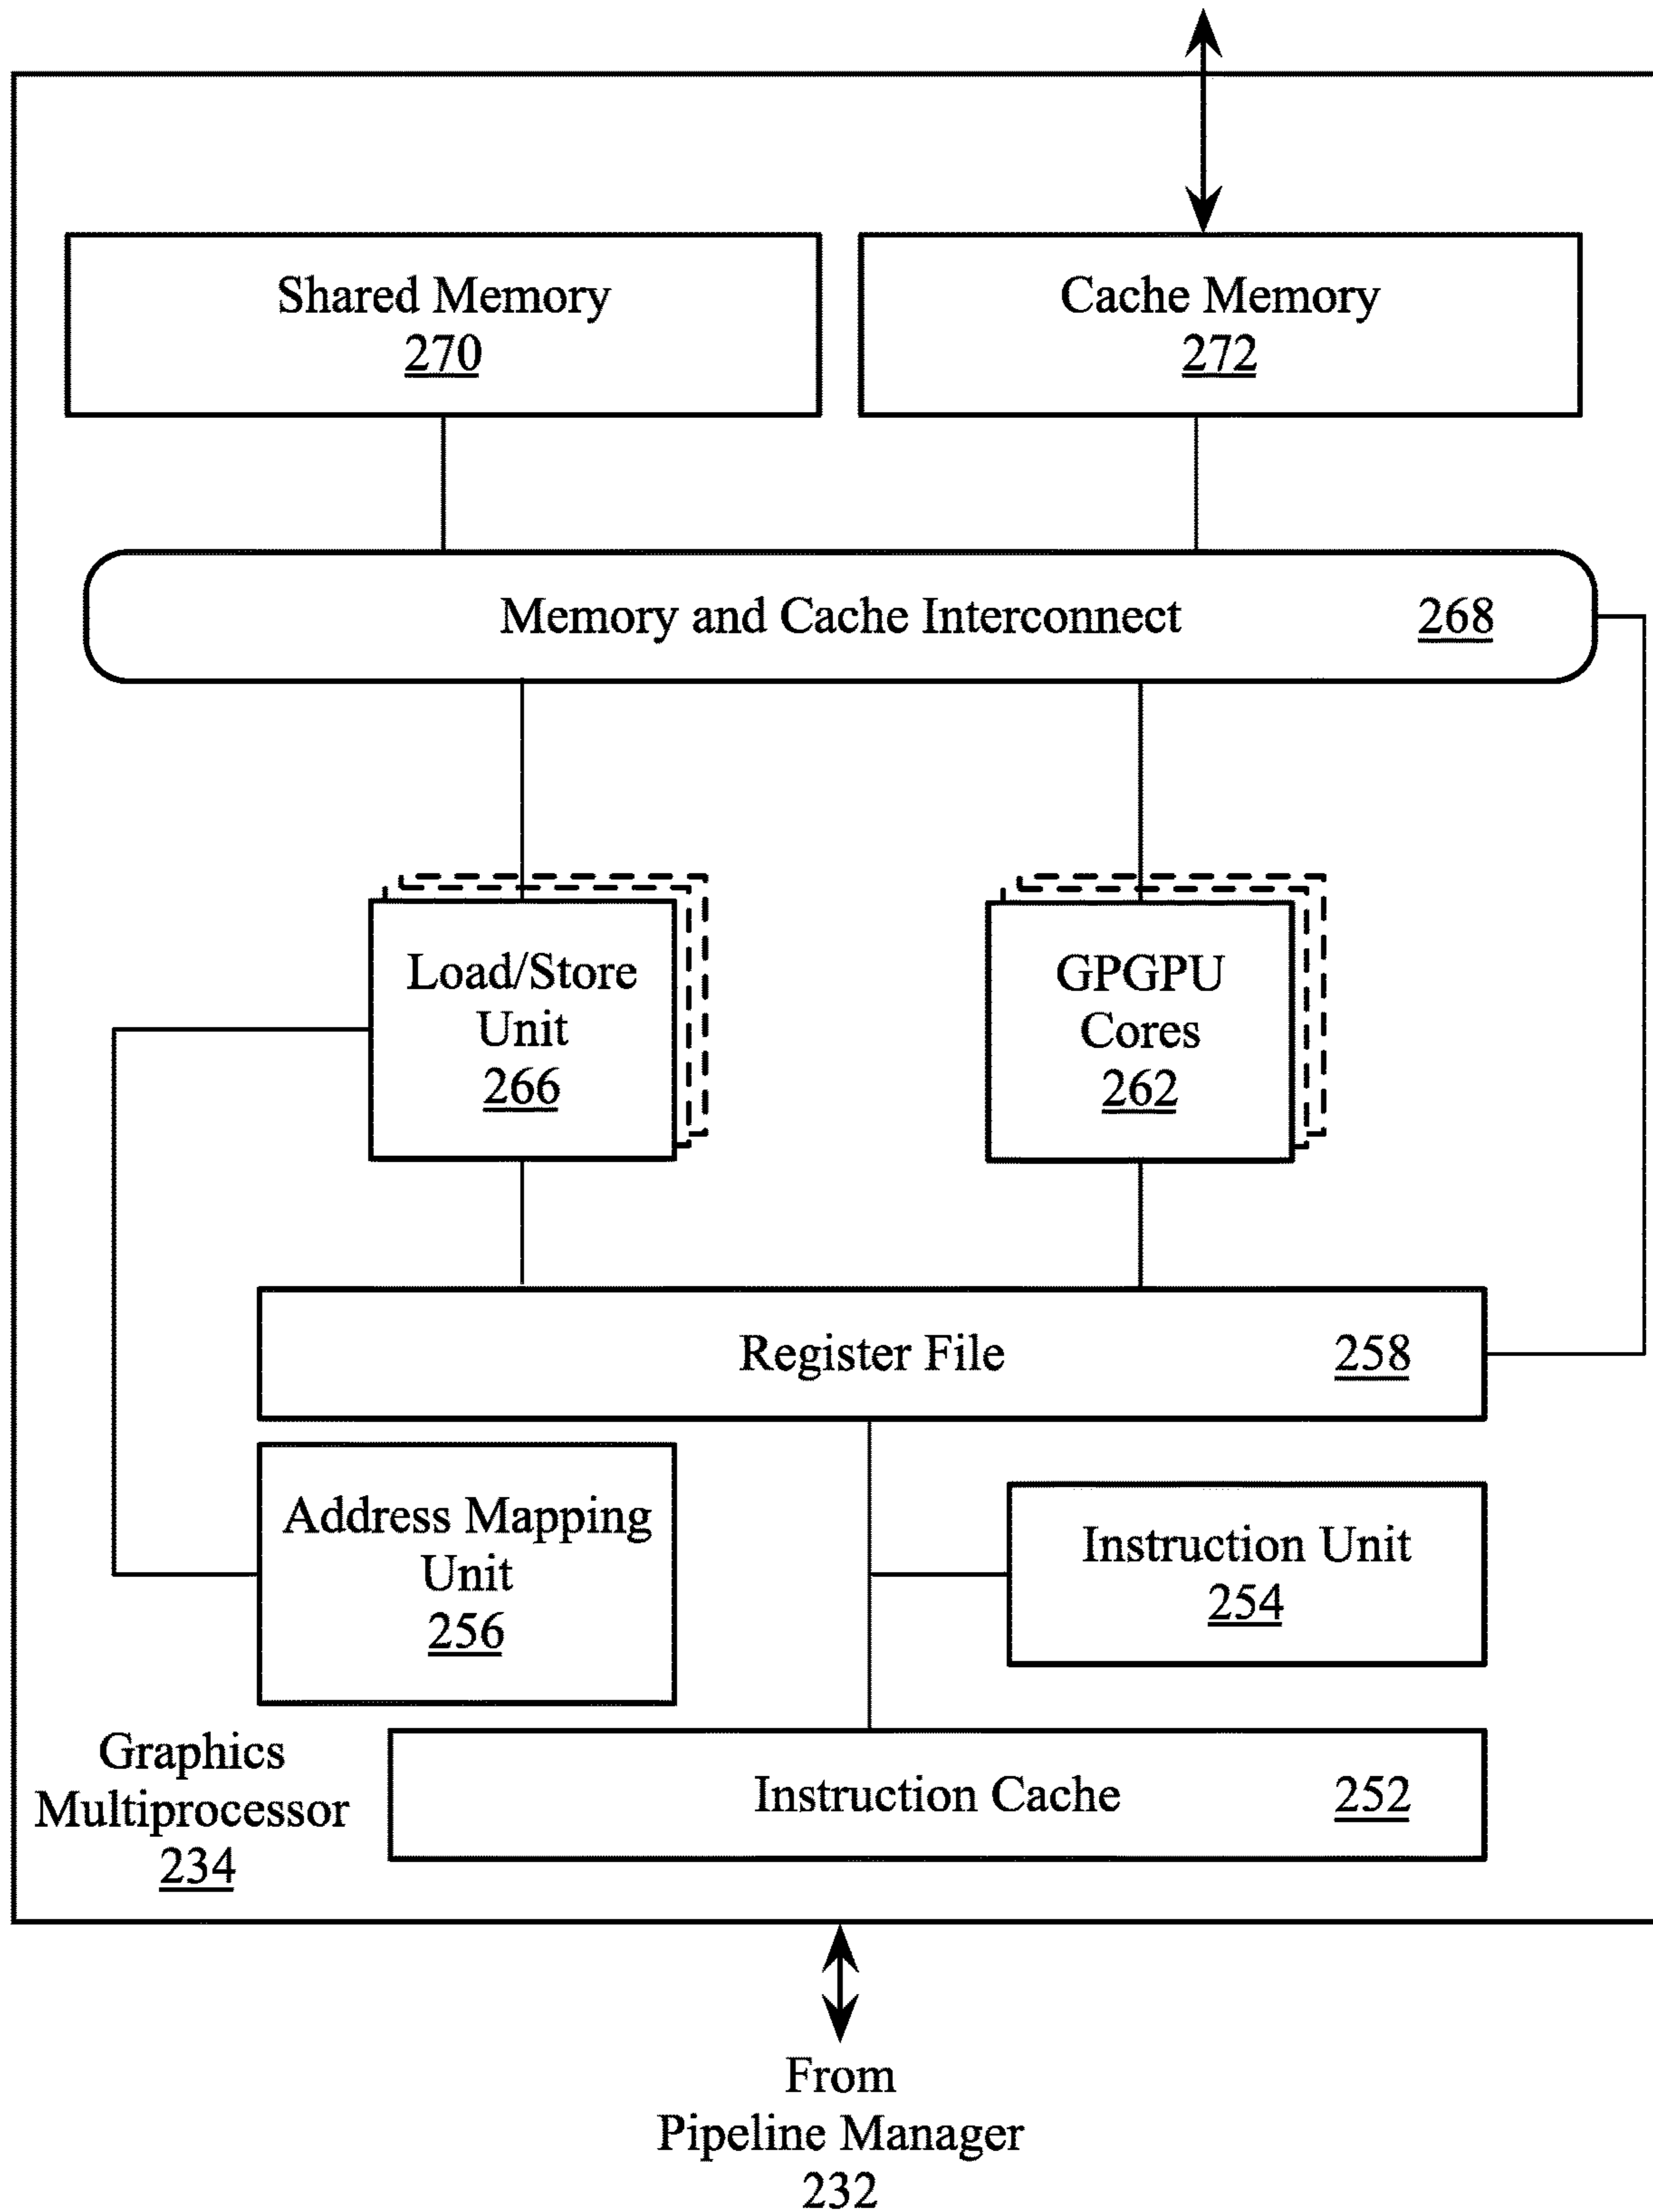 Shared Memory
270
Cache Memory
272
Memory and Cache Interconnect 268
Load/Store
Unit
266
GPGPU
Cores
262
Register File 258
Address Mapping
Unit
256
Instruction Unit
254
Graphics
Multiprocessor
234
Instruction Cache 252
From
Pipeline Manager
232